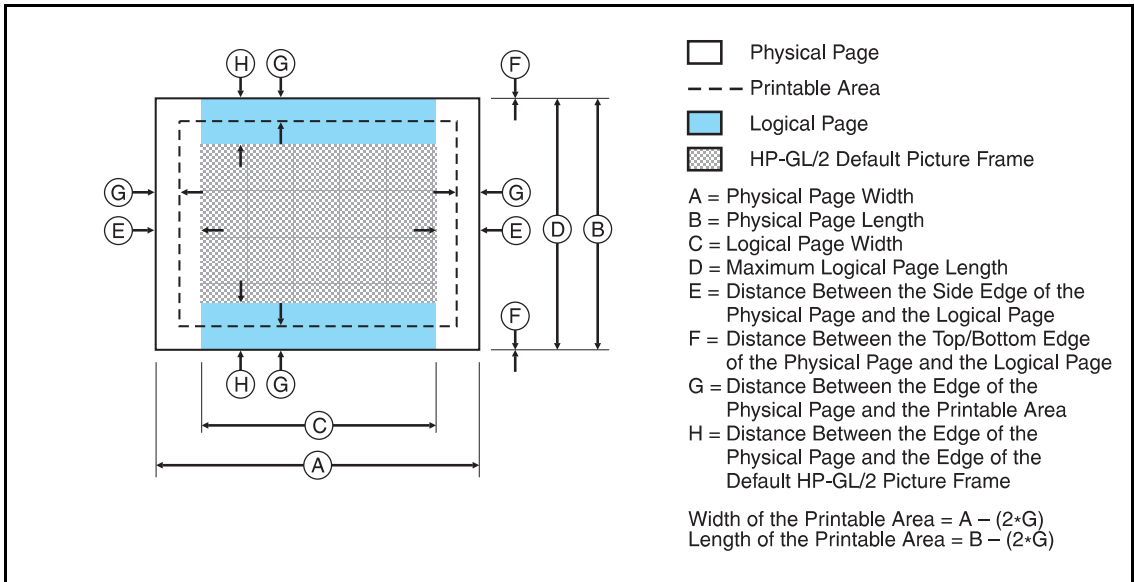 H G F
G G
E E
D B
F
H G
C
A
Physical Page
Printable Area
Logical Page
HP-GL/2 Default Picture Frame
A = Physical Page Width
B = Physical Page Length
C = Logical Page Width
D = Maximum Logical Page Length
E = Distance Between the Side Edge of the
Physical Page and the Logical Page
F = Distance Between the Top/Bottom Edge
of the Physical Page and the Logical Page
G = Distance Between the Edge of the
Physical Page and the Printable Area
H = Distance Between the Edge of the
Physical Page and the Edge of the
Default HP-GL/2 Picture Frame
Width of the Printable Area = A – (2*G)
Length of the Printable Area = B – (2*G)